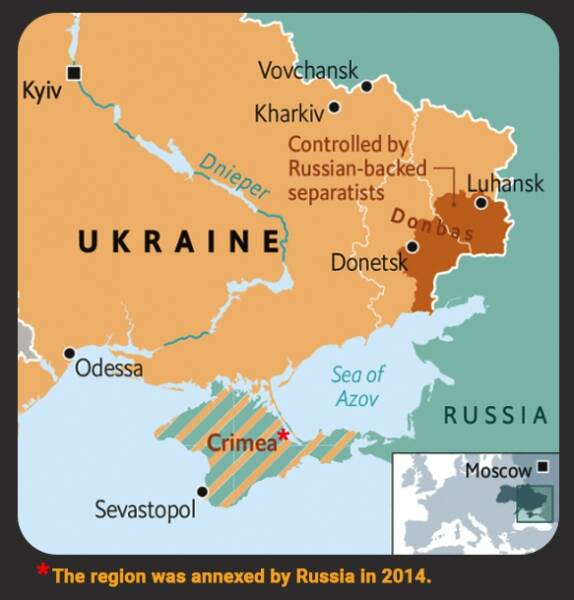 Vovchansk
Kyiv
Kharkiv
Controlled by
Russian-backed
separatists
Dnieper
Luhansk
Donbas
UKRAINE
Donetsk
Odessa
Sea of
Azov
RUSSIA
Crimea*
Moscow
Sevastopol
*The region was annexed by Russia in 2014.